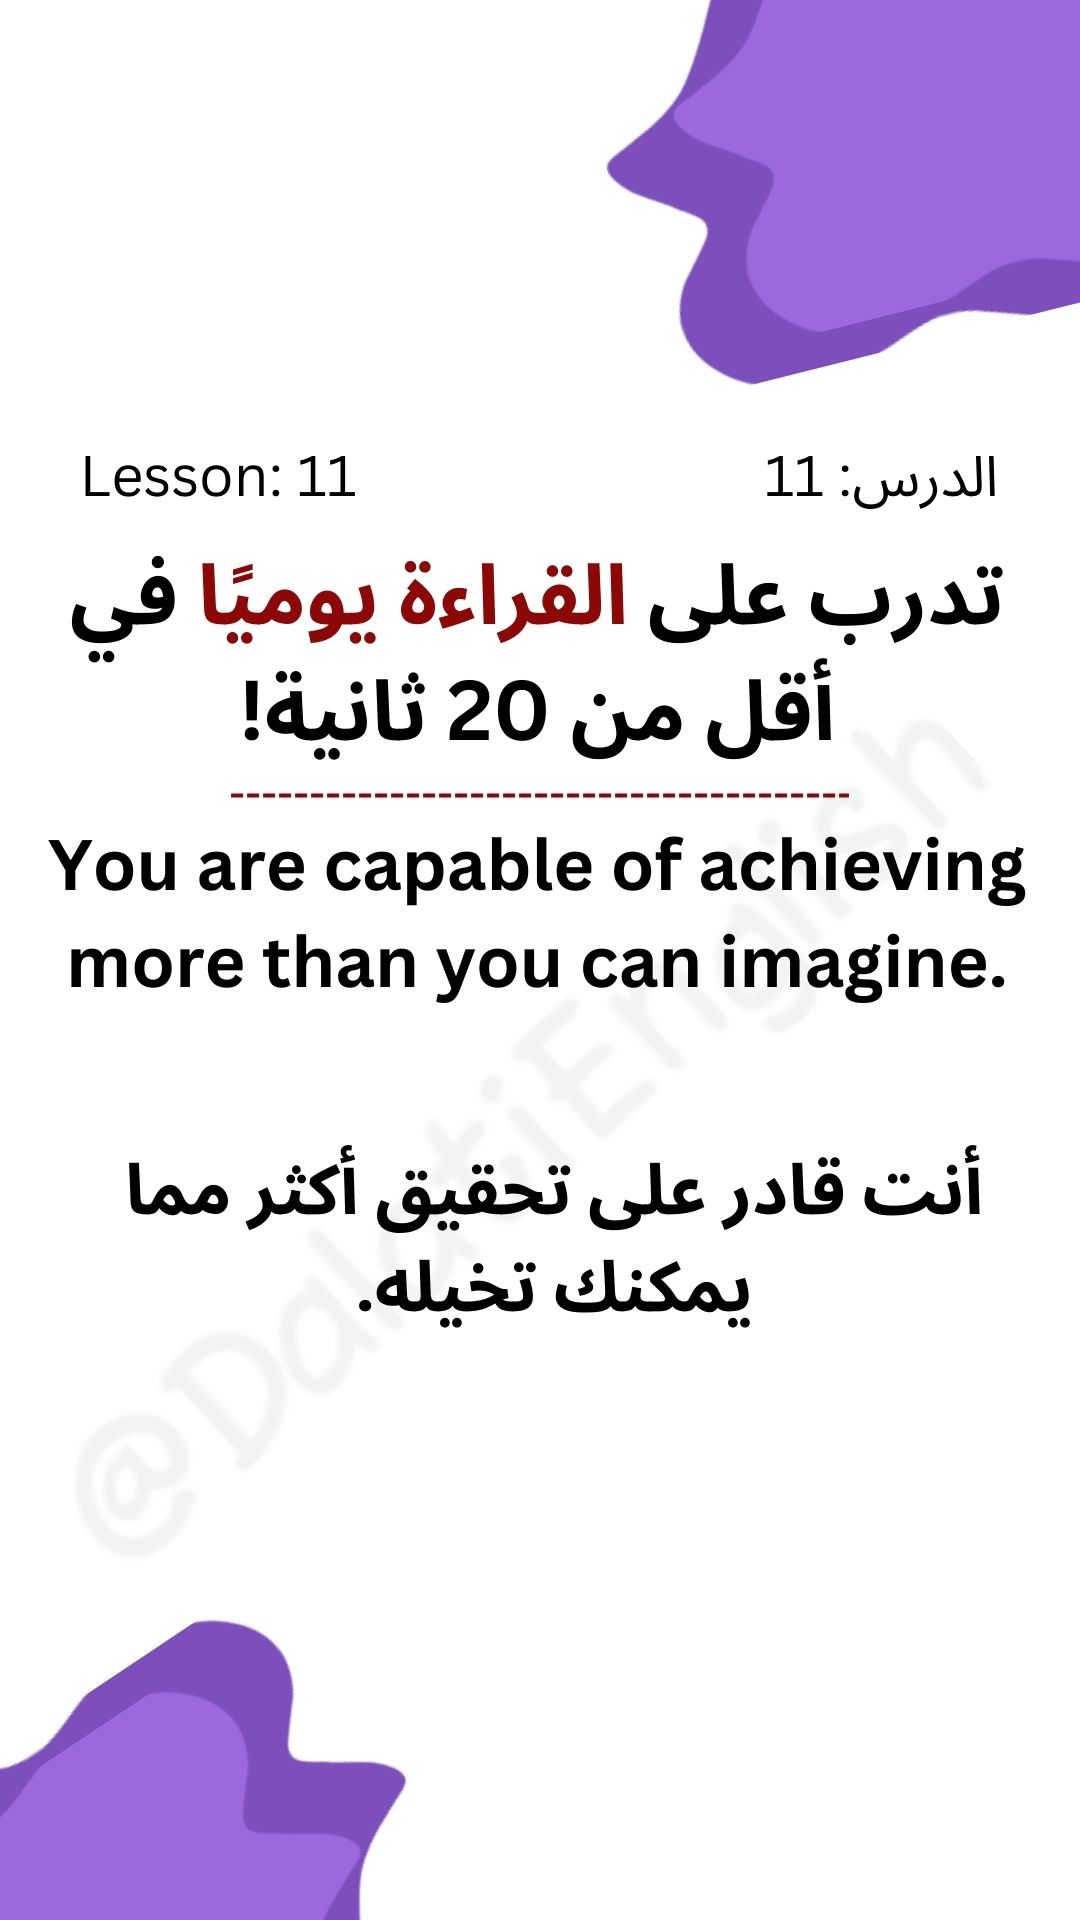 Lesson: 11
الدرس: 11
تدرب على القراءة يوميًا في
أقل من 20 ثانية!
---------------------------------------
You are capable of achieving
more than you can imagine.
أنت قادر على تحقيق أكثر مما
يمكنك تخيله.
@DaktiEnglish